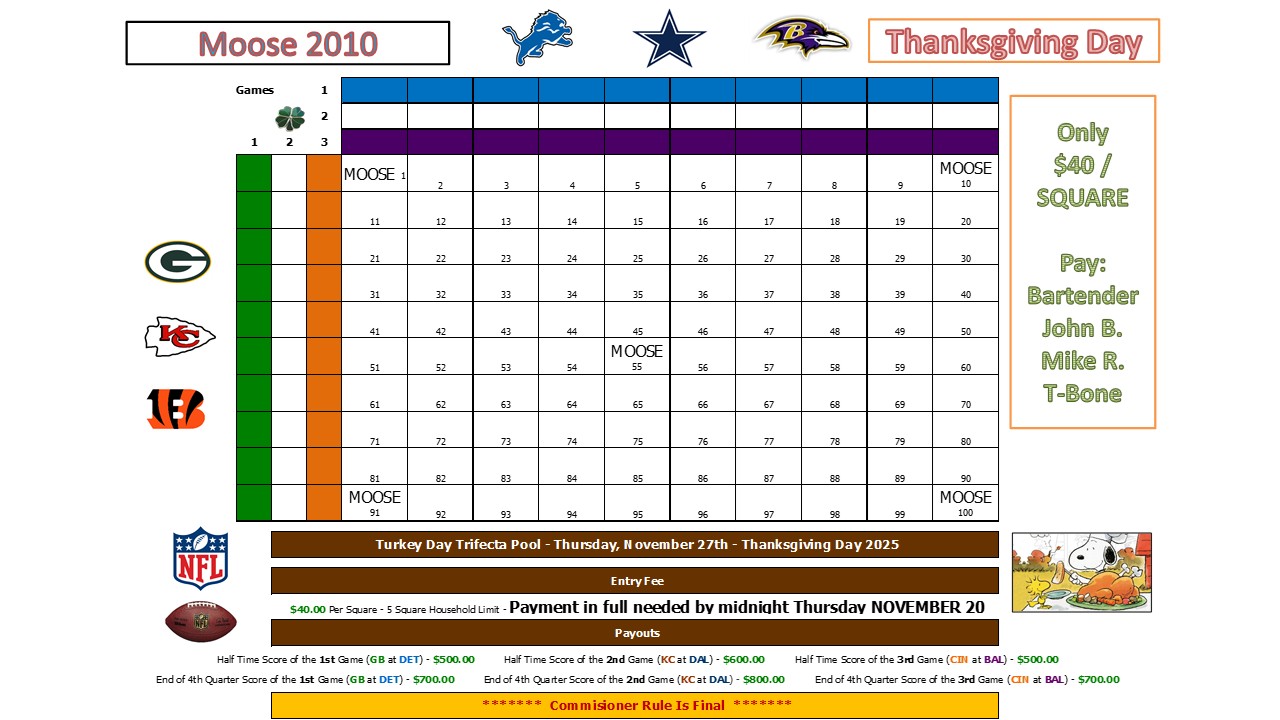 Moose 2010
Thanksgiving Day
Games 1
2
1 2 3
MOOSE 1 2 3 4 5 6 7 8 9 MOOSE 10
11 12 13 14 15 16 17 18 19 20
21 22 23 24 25 26 27 28 29 30
31 32 33 34 35 36 37 38 39 40
41 42 43 44 45 46 47 48 49 50
51 52 53 54 MOOSE 55 56 57 58 59 60
61 62 63 64 65 66 67 68 69 70
71 72 73 74 75 76 77 78 79 80
81 82 83 84 85 86 87 88 89 90
MOOSE 91 92 93 94 95 96 97 98 99 MOOSE 100
Only
$40 /
SQUARE
Pay:
Bartender
John B.
Mike R.
T-Bone
G
KC
B
B
NFL
NFL
Turkey Day Trifecta Pool - Thursday, November 27th - Thanksgiving Day 2025
Entry Fee
$40.00 Per Square - 5 Square Household Limit - Payment in full needed by midnight Thursday NOVEMBER 20
Payouts
Half Time Score of the 1st Game (GB at DET) - $500.00 Half Time Score of the 2nd Game (KC at DAL) - $600.00 Half Time Score of the 3rd Game (CIN at BAL) - $500.00
End of 4th Quarter Score of the 1st Game (GB at DET) - $700.00 End of 4th Quarter Score of the 2nd Game (KC at DAL) - $800.00 End of 4th Quarter Score of the 3rd Game (CIN at BAL) - $700.00
******* Commisioner Rule Is Final *******